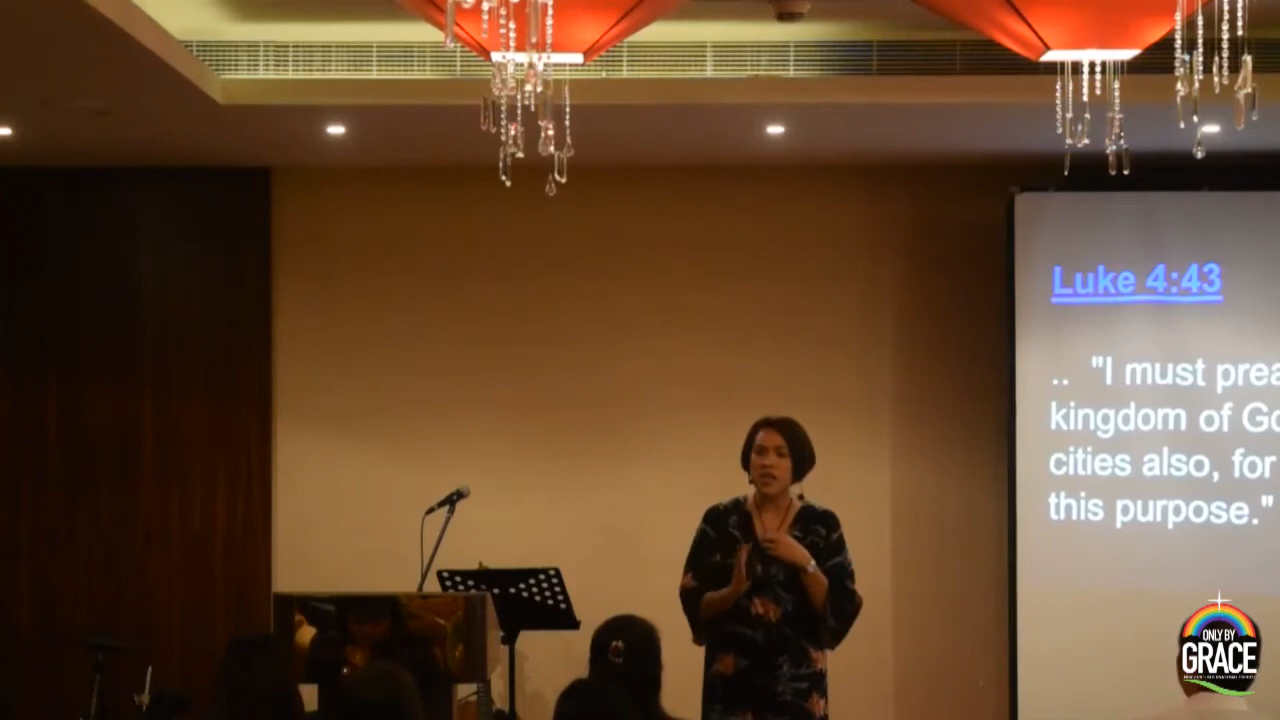 Luke 4:43
.. "I must prea
kingdom of Go
cities also, for
this purpose."
ONLY BY
GRACE